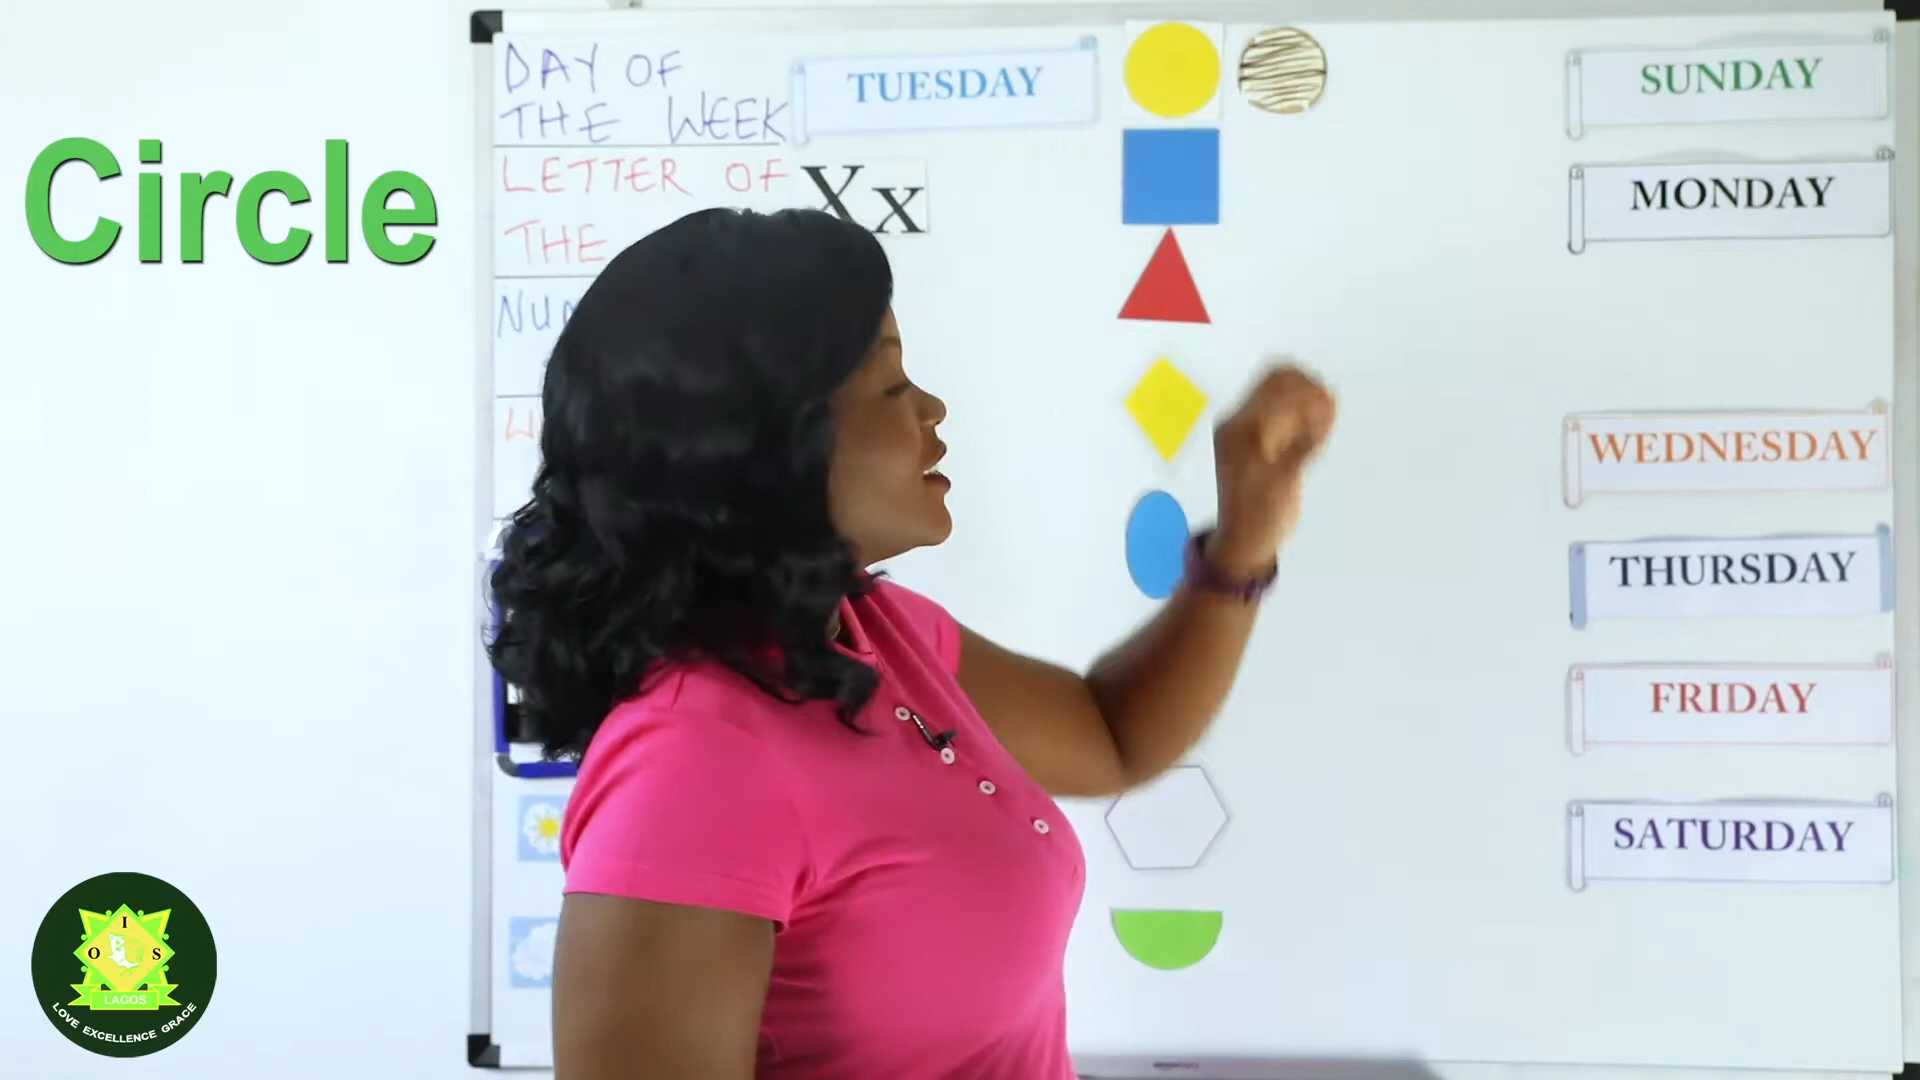 Circle
DAY OF
THE WEEK
TUESDAY
LETTER OF
THE
Xx
SUNDAY
MONDAY
WEDNESDAY
THURSDAY
FRIDAY
SATURDAY
O I S
LAGOS
LOVE EXCELLENCE GRACE